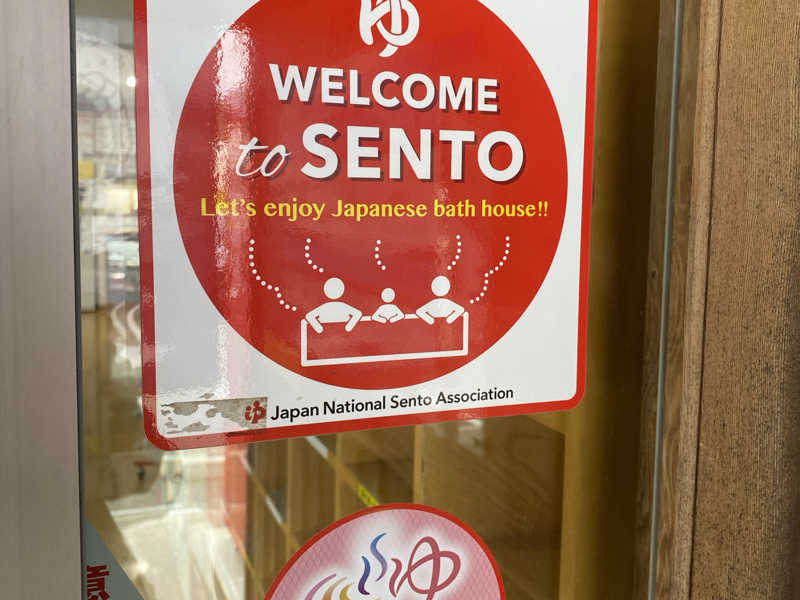 ゆ
WELCOME
to SENTO
Let's enjoy Japanese bath house!!
ゆ Japan National Sento Association
ゆ